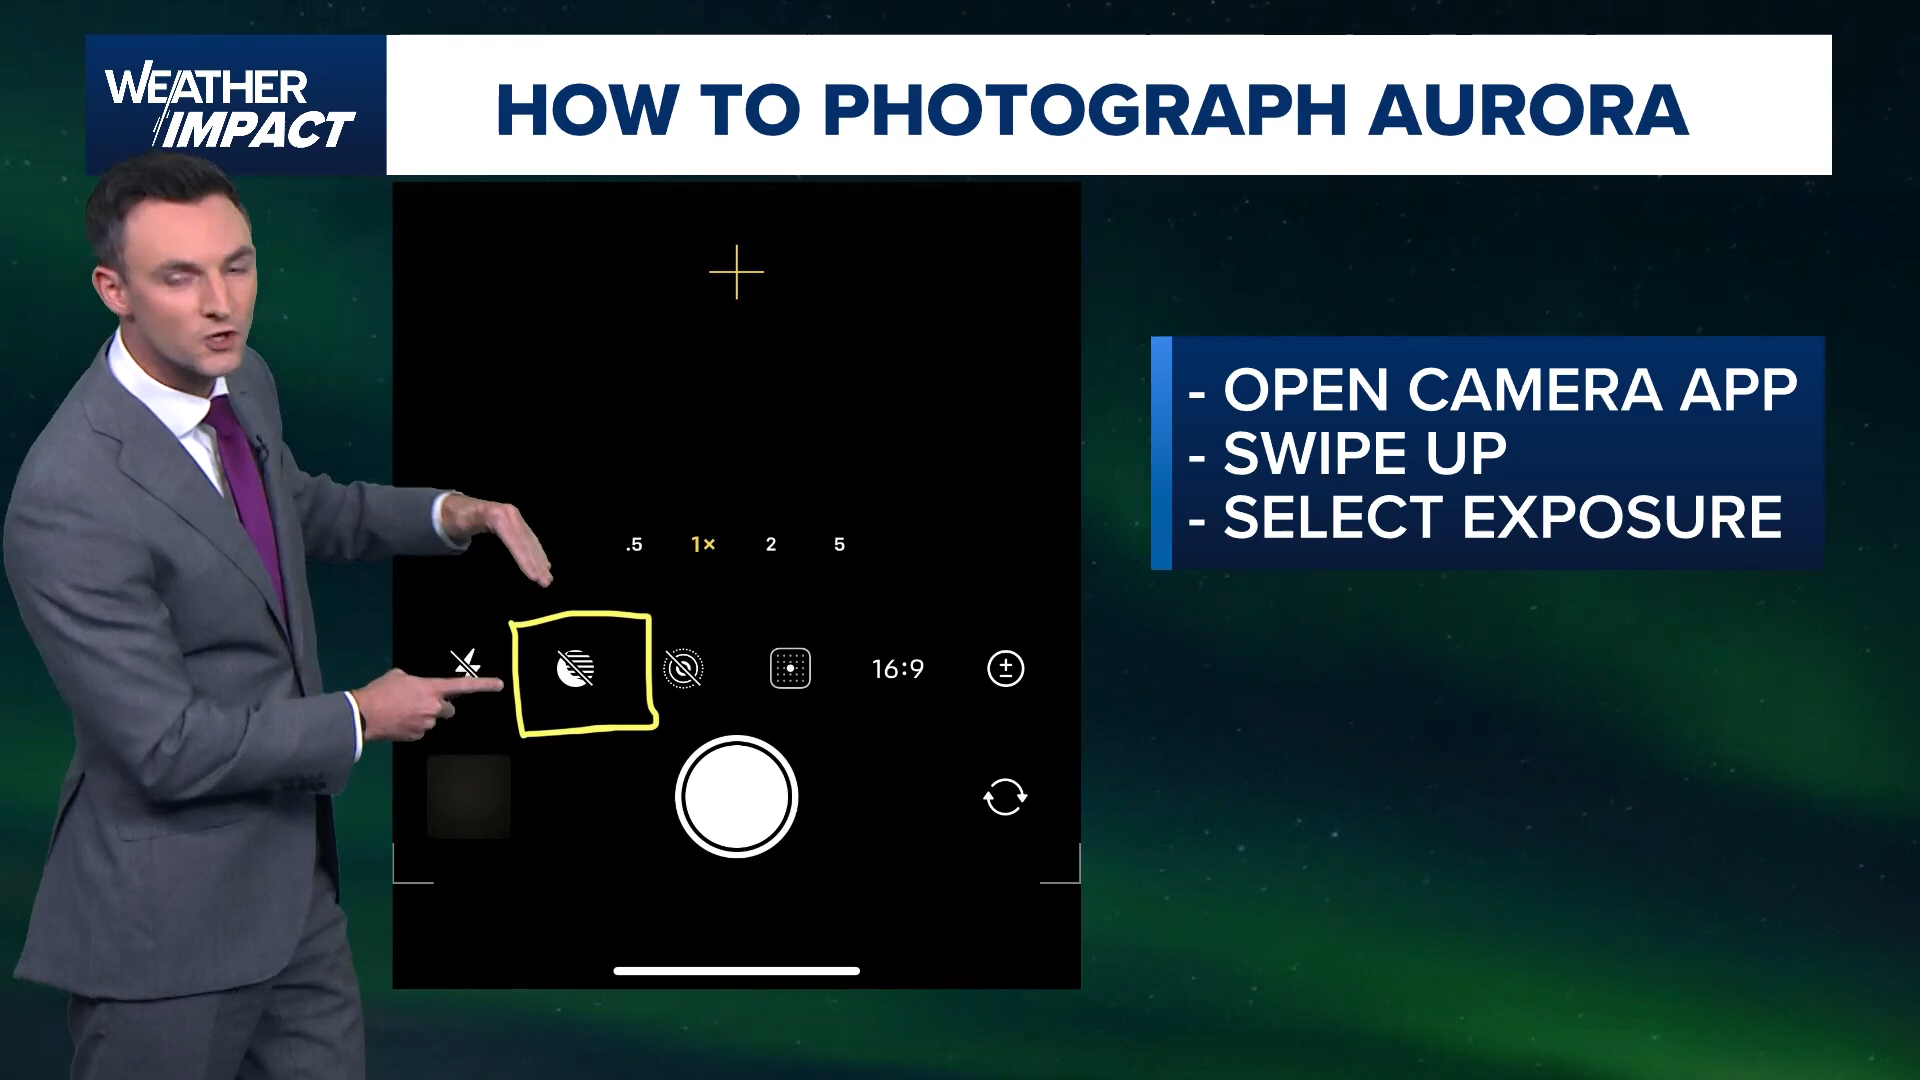 WEATHER
IMPACT
HOW TO PHOTOGRAPH AURORA
- OPEN CAMERA APP
- SWIPE UP
- SELECT EXPOSURE
.5 1× 2 5
16:9